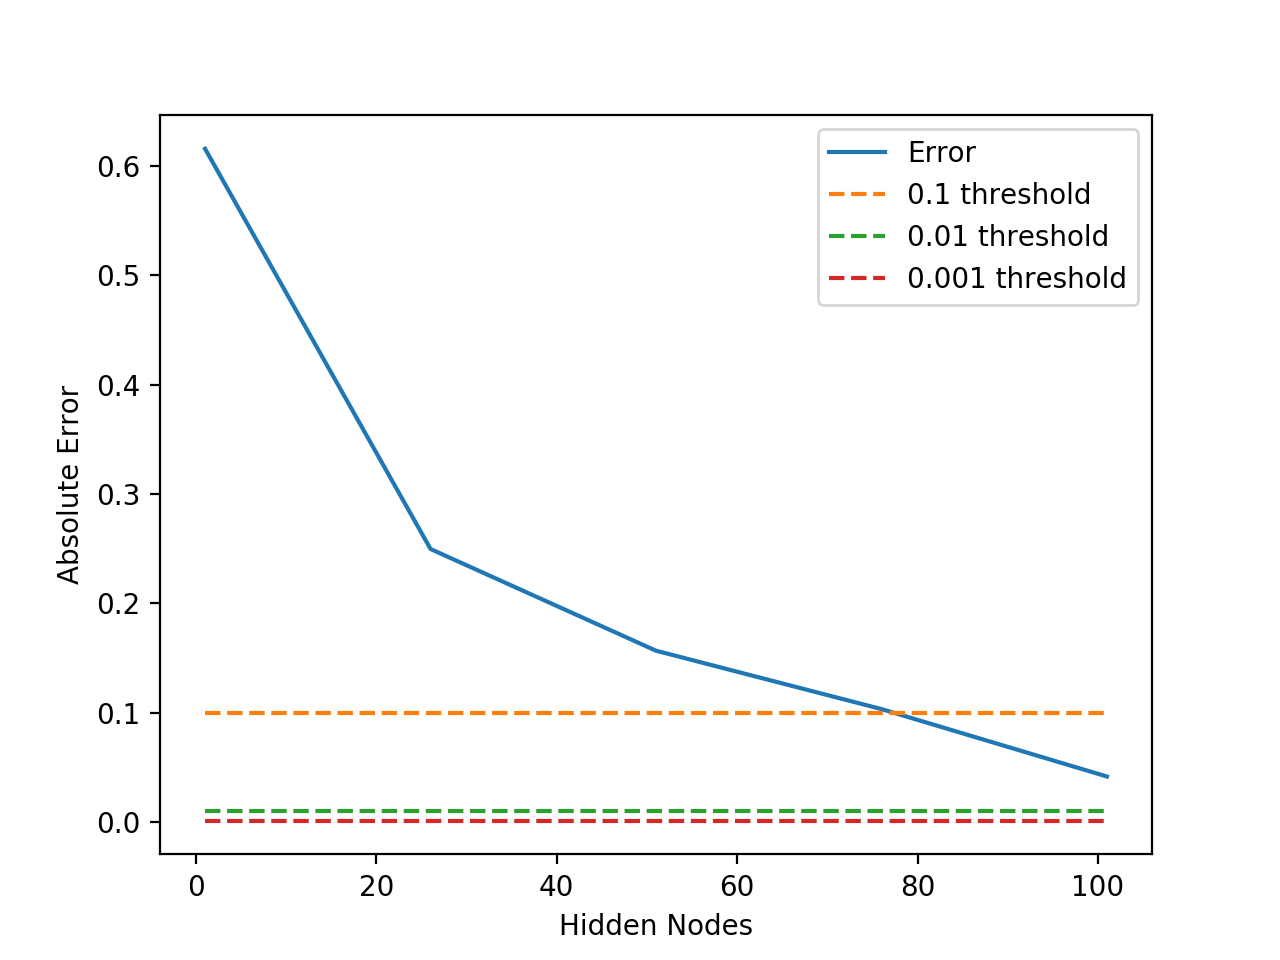 Error
0.1 threshold
0.01 threshold
0.001 threshold
0.6
0.5
0.4
0.3
0.2
0.1
0.0
Absolute Error
0 20 40 60 80 100
Hidden Nodes